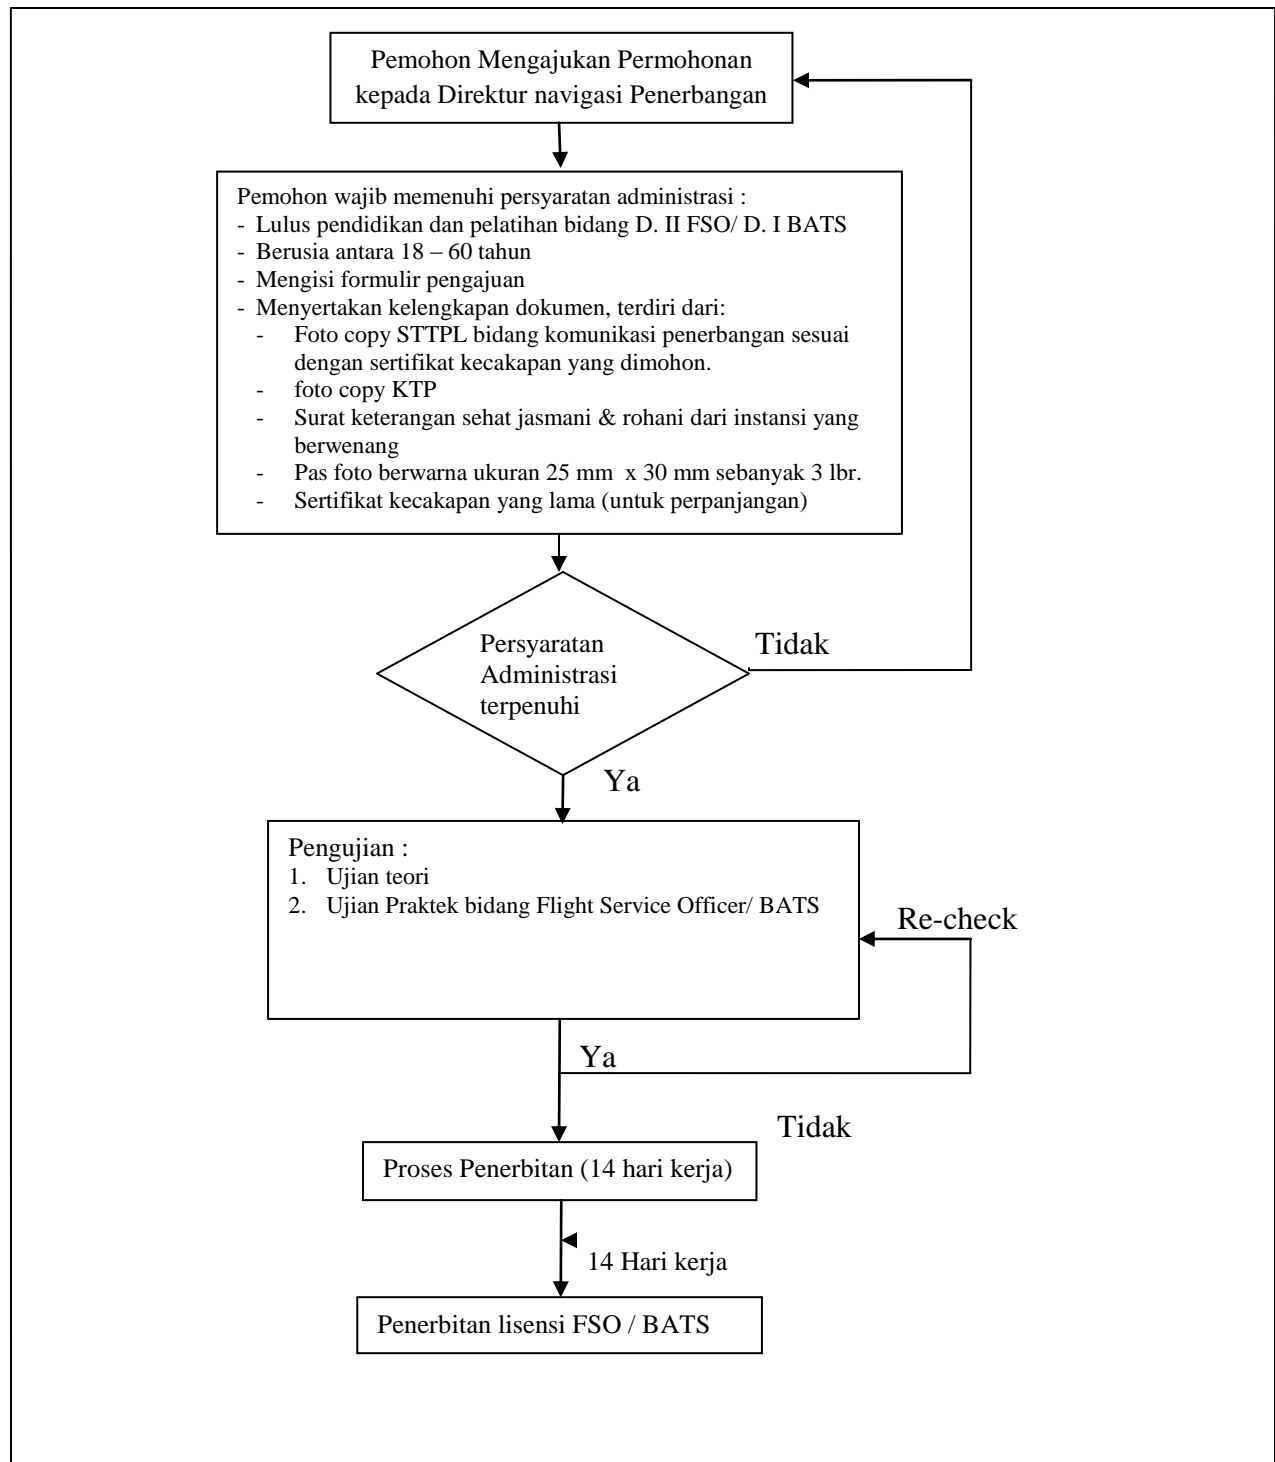 Pemohon Mengajukan Permohonan
kepada Direktur navigasi Penerbangan
Pemohon wajib memenuhi persyaratan administrasi :
- Lulus pendidikan dan pelatihan bidang D. II FSO/ D. I BATS
- Berusia antara 18 – 60 tahun
- Mengisi formulir pengajuan
- Menyertakan kelengkapan dokumen, terdiri dari:
- Foto copy STTPL bidang komunikasi penerbangan sesuai
dengan sertifikat kecakapan yang dimohon.
- foto copy KTP
- Surat keterangan sehat jasmani & rohani dari instansi yang
berwenang
- Pas foto berwarna ukuran 25 mm x 30 mm sebanyak 3 lbr.
- Sertifikat kecakapan yang lama (untuk perpanjangan)
Persyaratan
Administrasi
terpenuhi
Tidak
Ya
Pengujian :
1. Ujian teori
2. Ujian Praktek bidang Flight Service Officer/ BATS
Re-check
Ya
Tidak
Proses Penerbitan (14 hari kerja)
14 Hari kerja
Penerbitan lisensi FSO / BATS